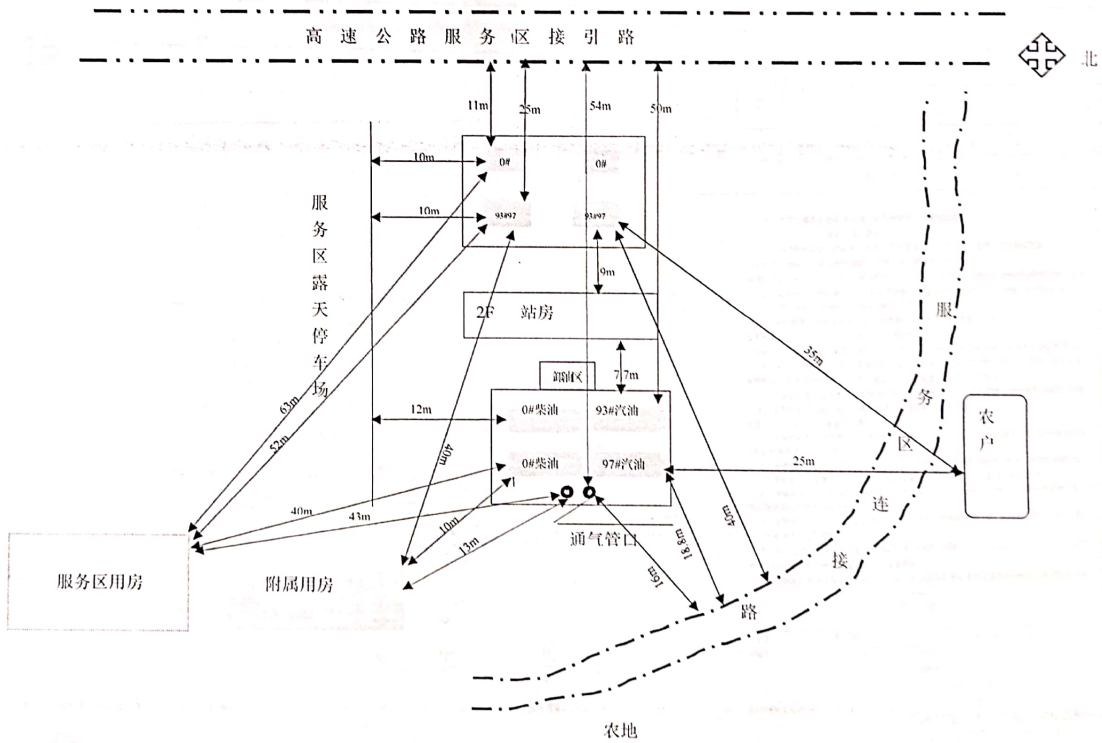 高速公路服务区接引路
北
11m
25m
54m
50m
10m
0#
0#
10m
93#97
93#97
9m
服务区露天停车场
2F 站房
卸油区
7.7m
35m
服务区连接路
63m
52m
12m
0#柴油
93#汽油
0#柴油
97#汽油
40m
25m
农户
40m
43m
10m
13m
通气管口
16m
18.8m
40m
服务区用房
附属用房
农地